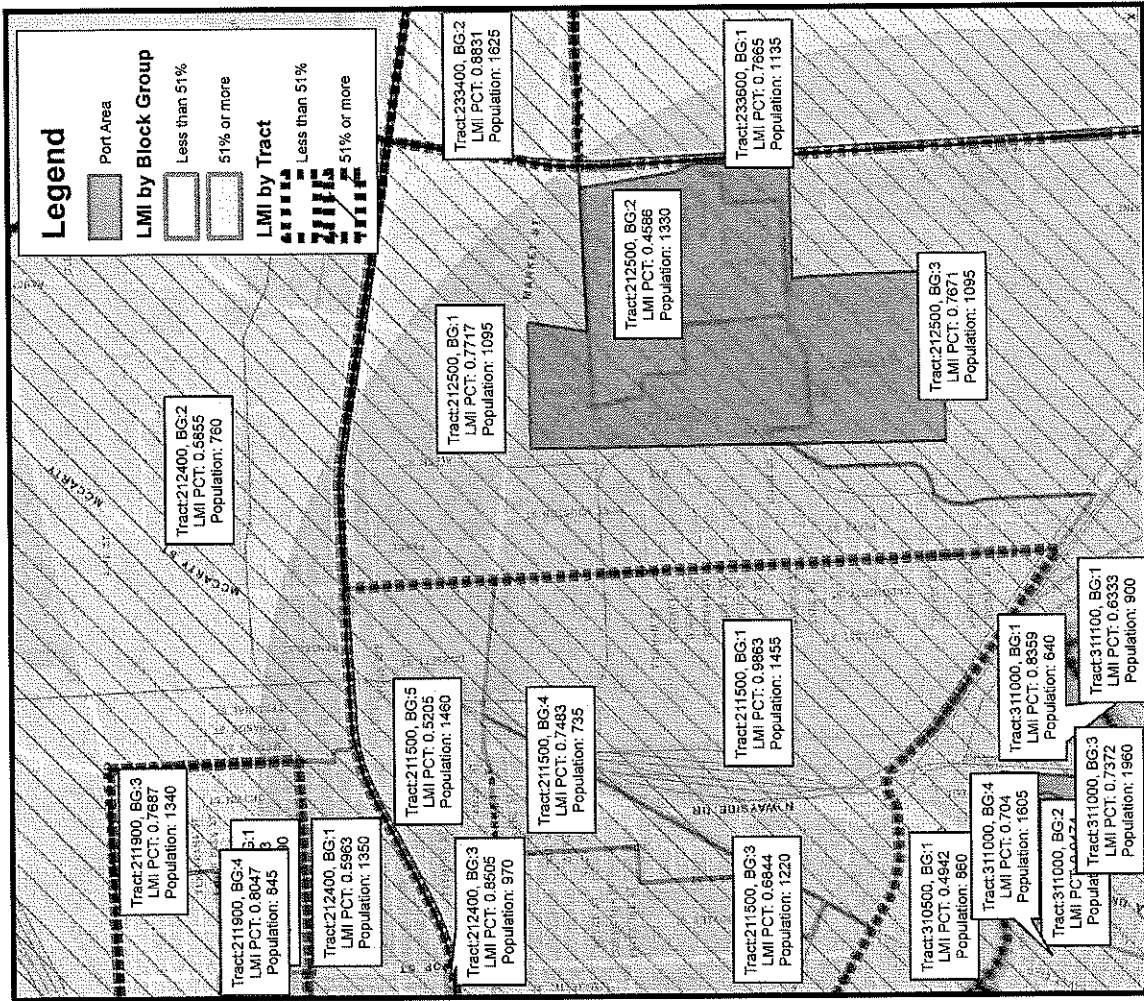 Legend
Port Area
LMI by Block Group
Less than 51%
51% or more
LMI by Tract
Less than 51%
51% or more
Tract:233400, BG:2
LMI PCT: 0.8831
Population: 1625
Tract:233600, BG:1
LMI PCT: 0.7665
Population: 1135
Tract:212500, BG:2
LMI PCT: 0.4586
Population: 1330
MARKET ST
Tract:212500, BG:1
LMI PCT: 0.7717
Population: 1095
Tract:212500, BG:3
LMI PCT: 0.7671
Population: 1095
Tract:212400, BG:2
LMI PCT: 0.5855
Population: 760
MCCARTY
MCCARTY ST
Tract:211500, BG:5
LMI PCT: 0.5205
Population: 1460
Tract:211500, BG:4
LMI PCT: 0.7483
Population: 735
Tract:211500, BG:1
LMI PCT: 0.9863
Population: 1455
N WAYSIDE DR
Tract:311000, BG:1
LMI PCT: 0.8359
Population: 640
Tract:311100, BG:1
LMI PCT: 0.6333
Population: 900
Tract:211900, BG:3
LMI PCT: 0.7687
Population: 1340
Tract:211900, BG:4
LMI PCT: 0.8047
Population: 845
Tract:212400, BG:1
LMI PCT: 0.5963
Population: 1350
Tract:212400, BG:3
LMI PCT: 0.8505
Population: 970
Tract:211500, BG:3
LMI PCT: 0.6844
Population: 1220
Tract:310500, BG:1
LMI PCT: 0.4942
Population: 860
Tract:311000, BG:4
LMI PCT: 0.704
Population: 1605
Tract:311000, BG:2
LMI PCT:
Tract:311000, BG:3
LMI PCT: 0.7372
Population: 1960